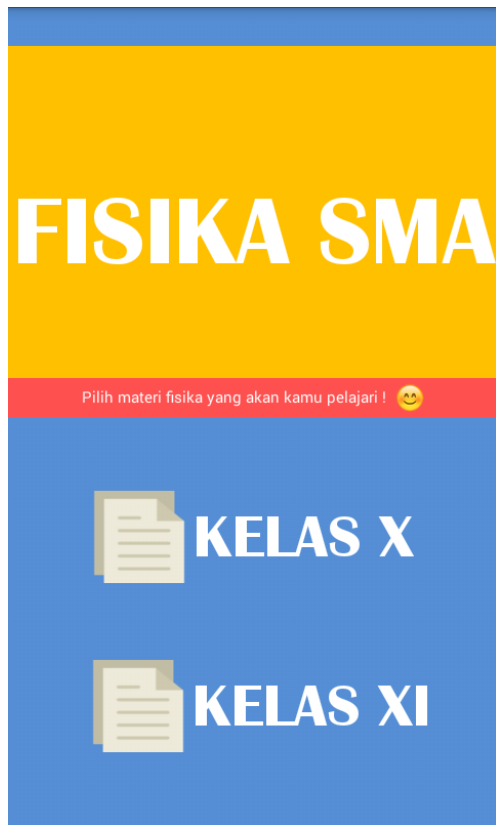 FISIKA SMA
Pilih materi fisika yang akan kamu pelajari ! 😊
KELAS X
KELAS XI